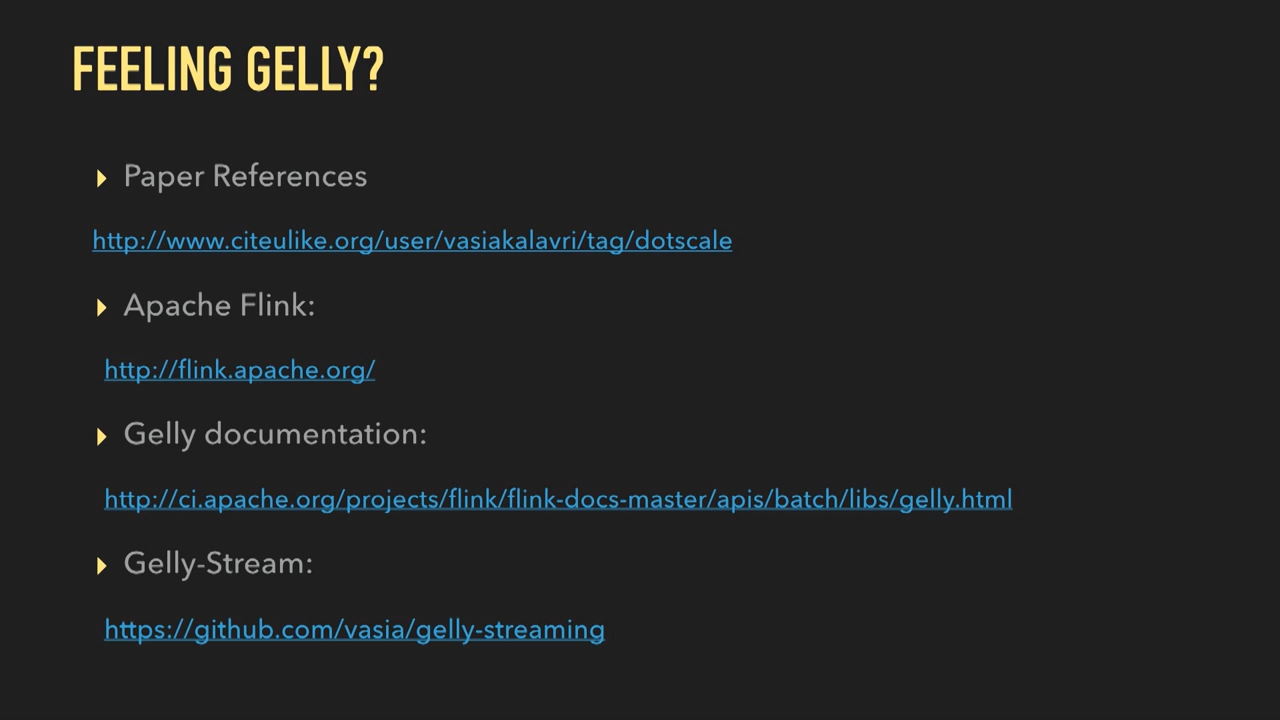 FEELING GELLY?
Paper References
http://www.citeulike.org/user/vasiakalavri/tag/dotscale
Apache Flink:
http://flink.apache.org/
Gelly documentation:
http://ci.apache.org/projects/flink/flink-docs-master/apis/batch/libs/gelly.html
Gelly-Stream:
https://github.com/vasia/gelly-streaming